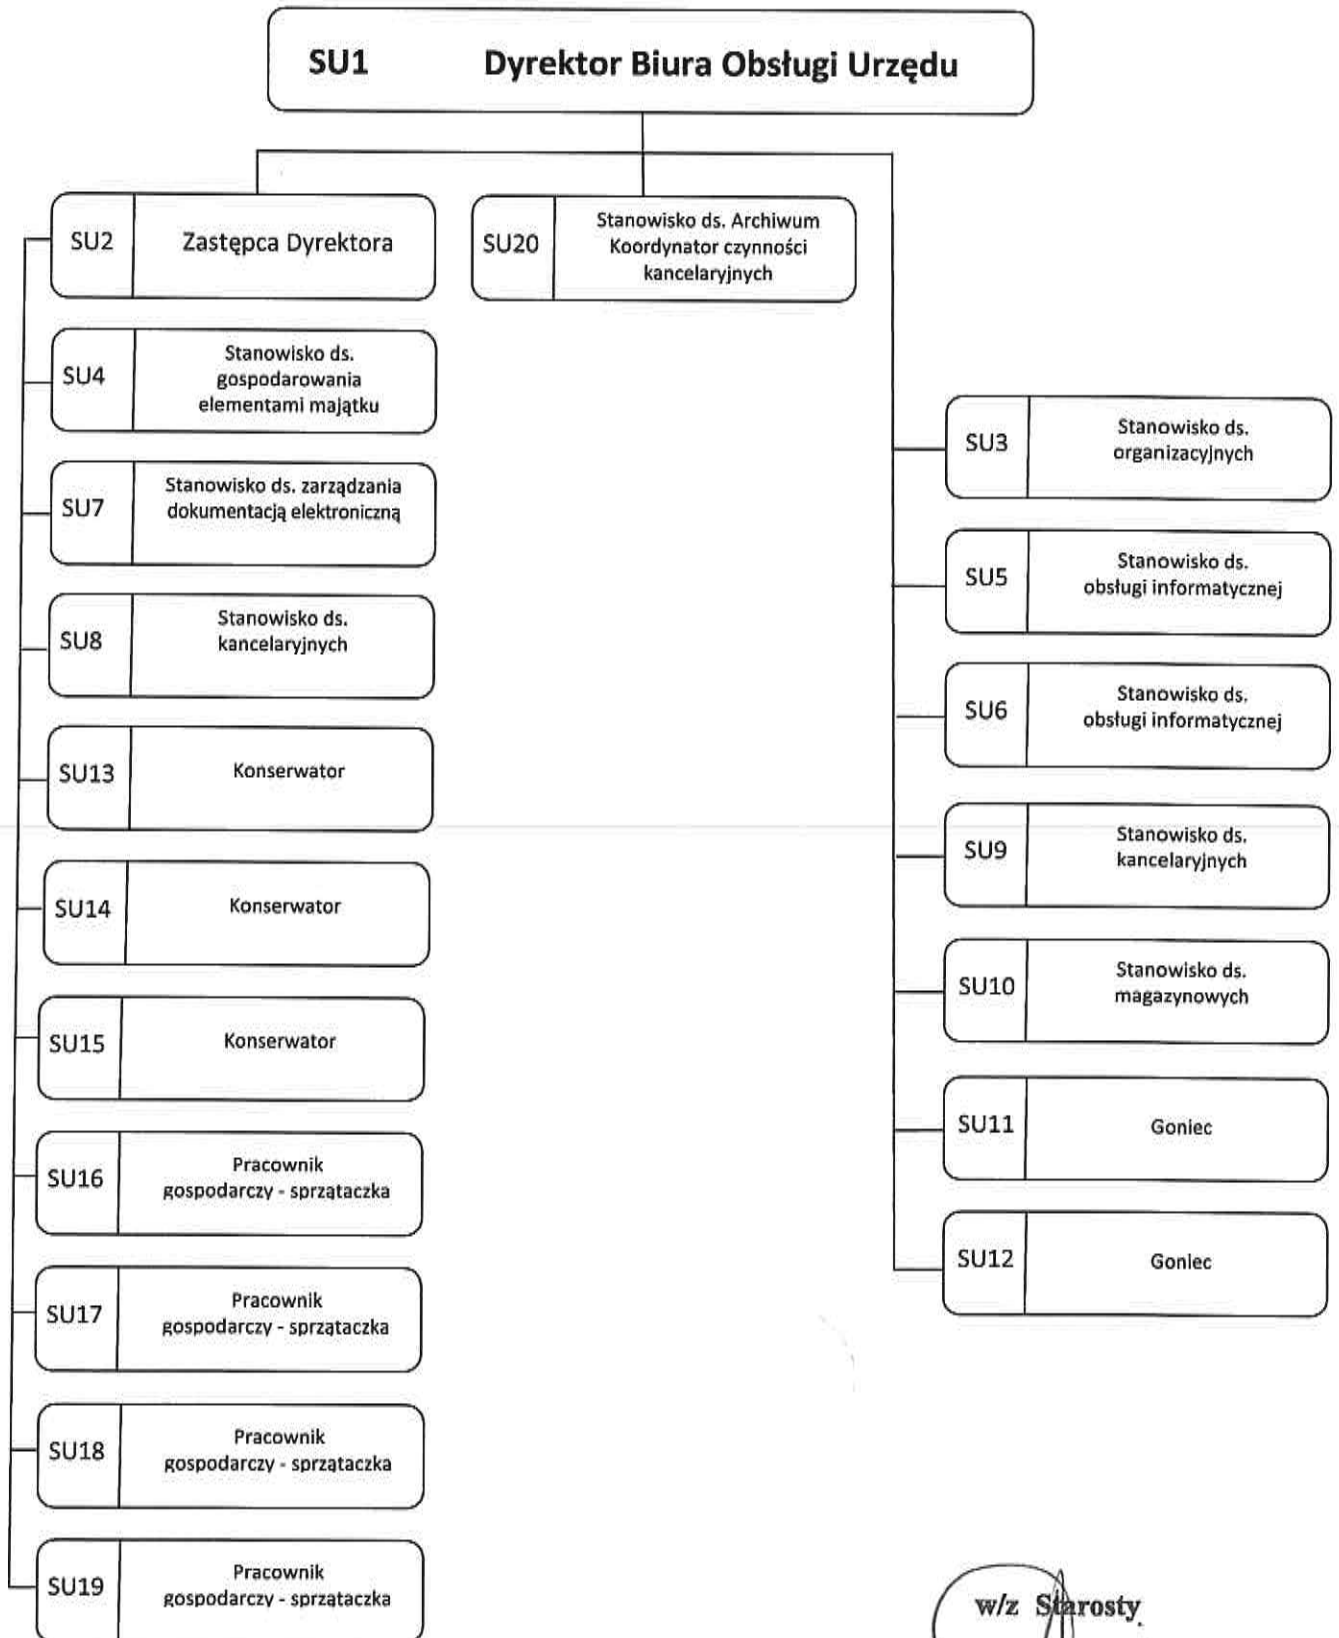 SU1 Dyrektor Biura Obsługi Urzędu
SU2 Zastępca Dyrektora
SU20
Stanowisko ds. Archiwum
Koordynator czynności
kancelaryjnych
SU4
Stanowisko ds.
gospodarowania
elementami majątku
SU7
Stanowisko ds. zarządzania
dokumentacją elektroniczną
SU8
Stanowisko ds.
kancelaryjnych
SU13 Konserwator
SU14 Konserwator
SU15 Konserwator
SU16
Pracownik
gospodarczy - sprzątaczka
SU17
Pracownik
gospodarczy - sprzątaczka
SU18
Pracownik
gospodarczy - sprzątaczka
SU19
Pracownik
gospodarczy - sprzątaczka
SU3
Stanowisko ds.
organizacyjnych
SU5
Stanowisko ds.
obsługi informatycznej
SU6
Stanowisko ds.
obsługi informatycznej
SU9
Stanowisko ds.
kancelaryjnych
SU10
Stanowisko ds.
magazynowych
SU11 Goniec
SU12 Goniec
w/z Starosty